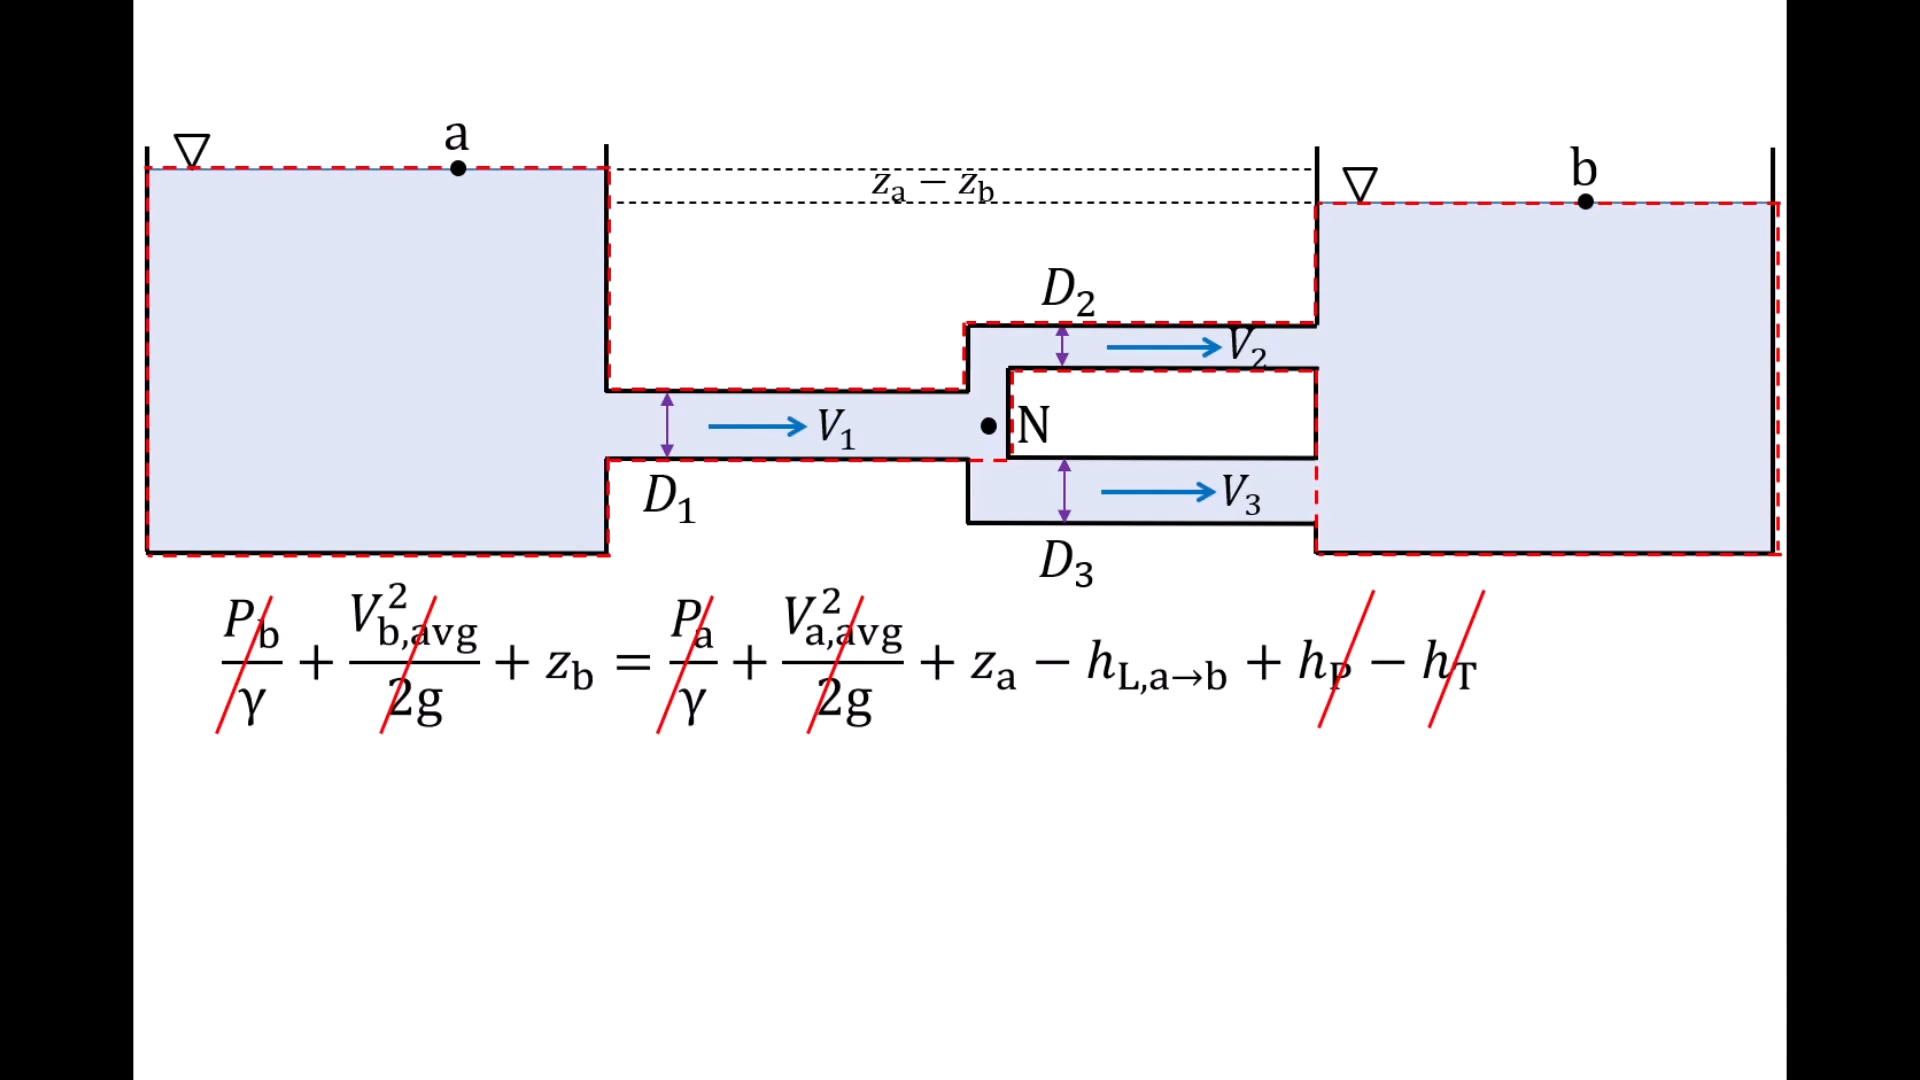 a
b
z_a − z_b
D_2
V_2
V_1
N
D_1
V_3
D_3
P_b/γ + V²_b,avg/2g + z_b = P_a/γ + V²_a,avg/2g + z_a − h_L,a→b + h_P − h_T